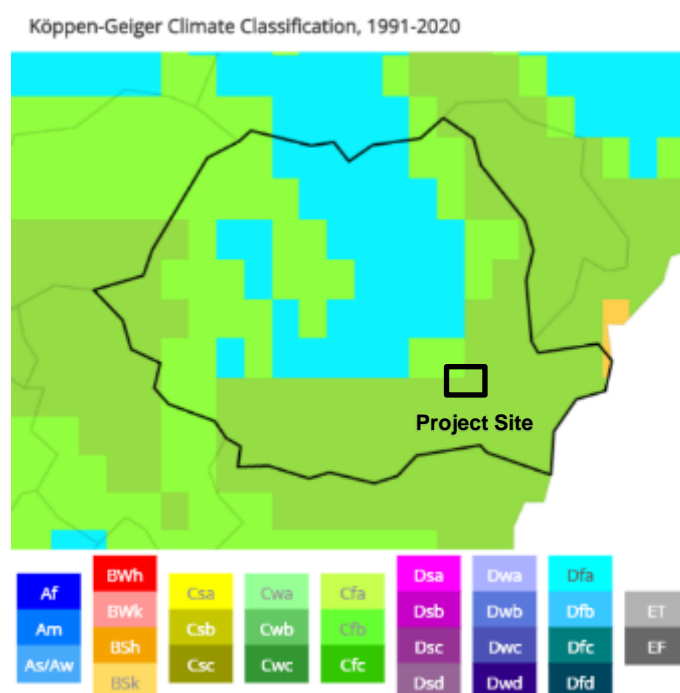 Köppen-Geiger Climate Classification, 1991-2020
Project Site
Af
Am
As/Aw
BWh
BWk
BSh
BSk
Csa
Csb
Csc
Cwa
Cwb
Cwc
Cfa
Cfb
Cfc
Dsa
Dsb
Dsc
Dsd
Dwa
Dwb
Dwc
Dwd
Dfa
Dfb
Dfc
Dfd
ET
EF